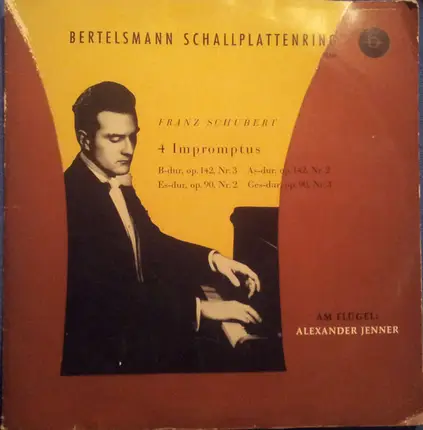 BERTELSMANN SCHALLPLATTENRING
FRANZ SCHUBERT
4 Impromptus
B-dur, op. 142, Nr. 3 As-dur, op. 142, Nr. 2
Es-dur, op. 90, Nr. 2 Ges-dur, op. 90, Nr. 3
AM FLÜGEL:
ALEXANDER JENNER